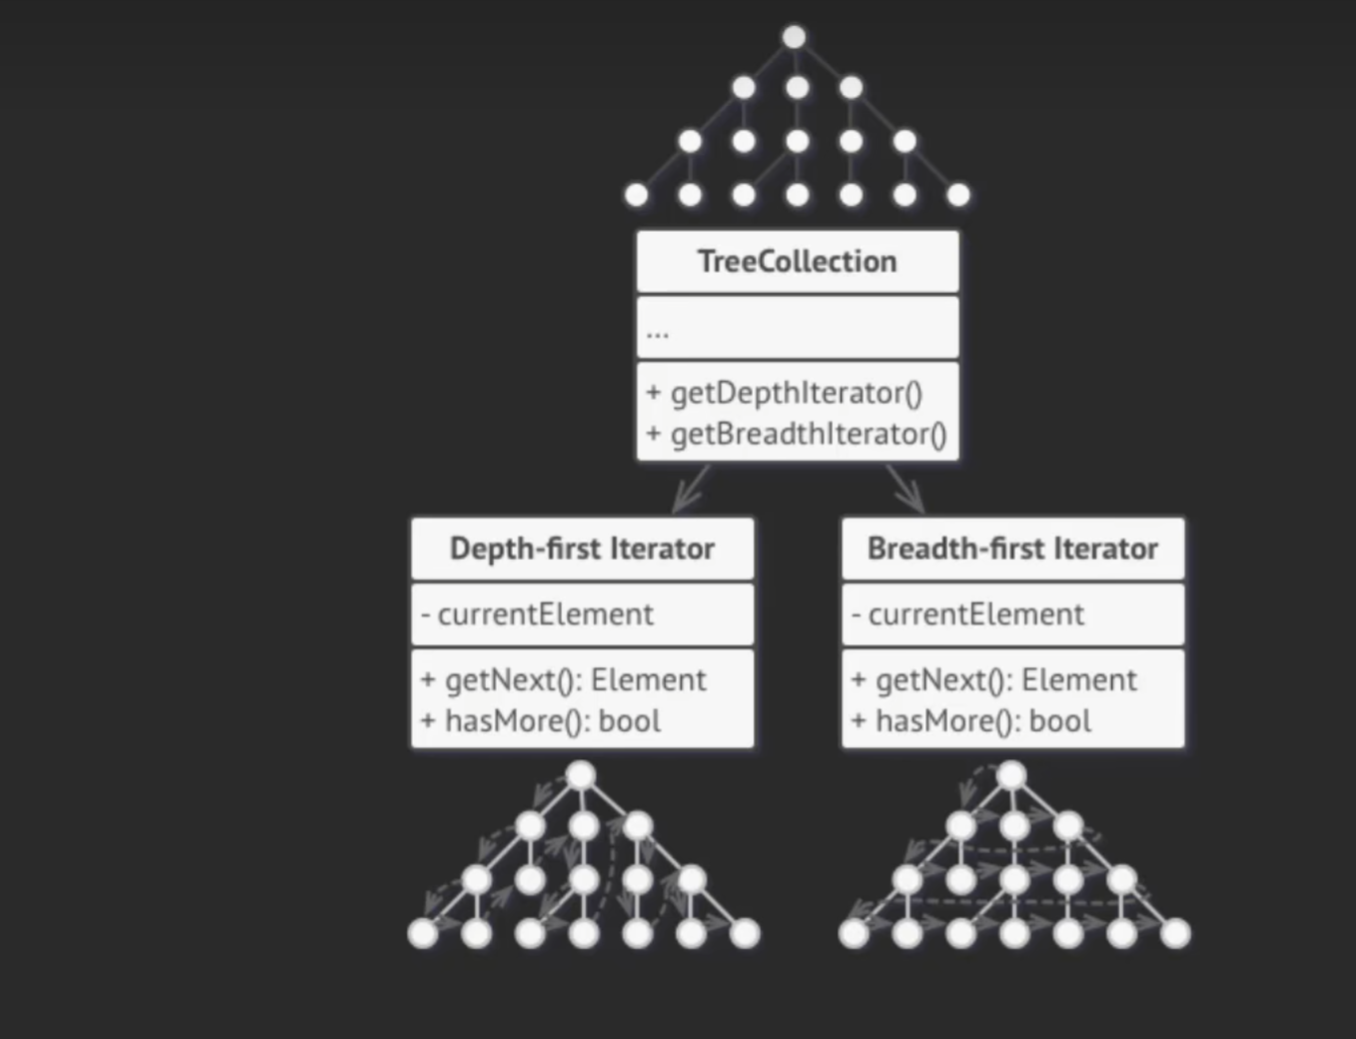 TreeCollection
...
+ getDepthIterator()
+ getBreadthIterator()
Depth-first Iterator
- currentElement
+ getNext(): Element
+ hasMore(): bool
Breadth-first Iterator
- currentElement
+ getNext(): Element
+ hasMore(): bool